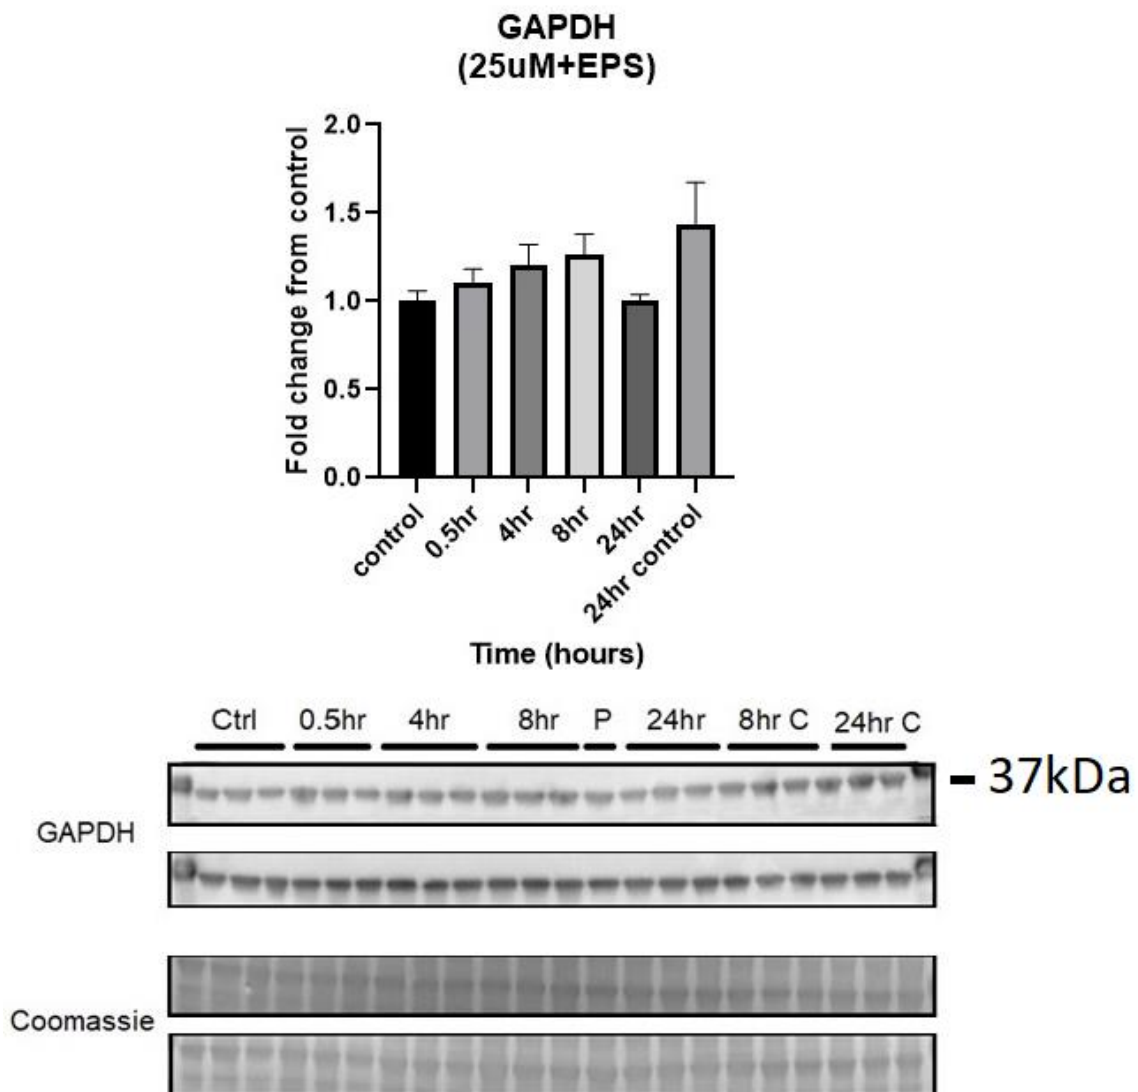 GAPDH
(25uM+EPS)
Fold change from control
2.0
1.5
1.0
0.5
0.0
control
0.5hr
4hr
8hr
24hr
24hr control
Time (hours)
Ctrl 0.5hr 4hr 8hr P 24hr 8hr C 24hr C
37kDa
GAPDH
Coomassie